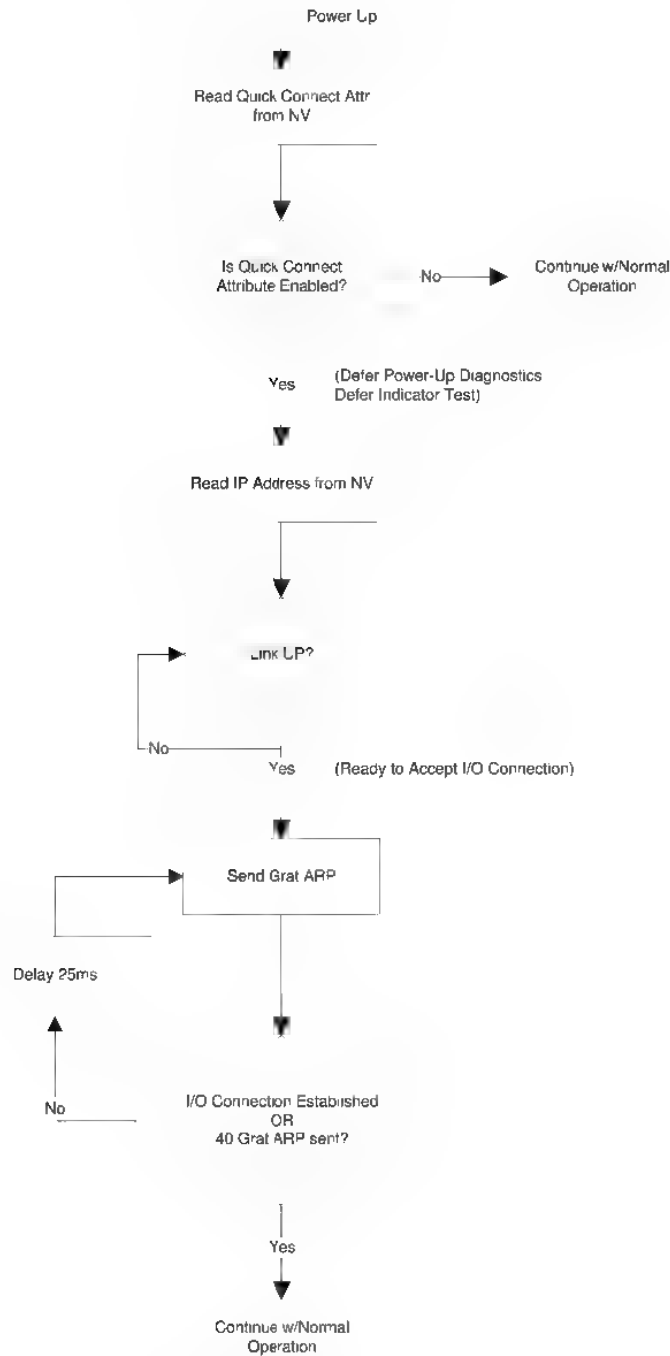 Power Up
Read Quick Connect Attr
from NV
Is Quick Connect
Attribute Enabled?
No
Continue w/Normal
Operation
Yes
(Defer Power-Up Diagnostics
Defer Indicator Test)
Read IP Address from NV
Link UP?
No
Yes
(Ready to Accept I/O Connection)
Send Grat ARP
Delay 25ms
No
I/O Connection Established
OR
40 Grat ARP sent?
Yes
Continue w/Normal
Operation